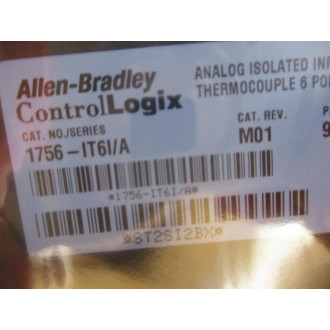 Allen-Bradley
ControlLogix
ANALOG ISOLATED
THERMOCOUPLE 6
CAT. NO./SERIES
1756-IT6I/A
CAT. REV.
M01
*1756-IT6I/A*
*ST2SI2BX*